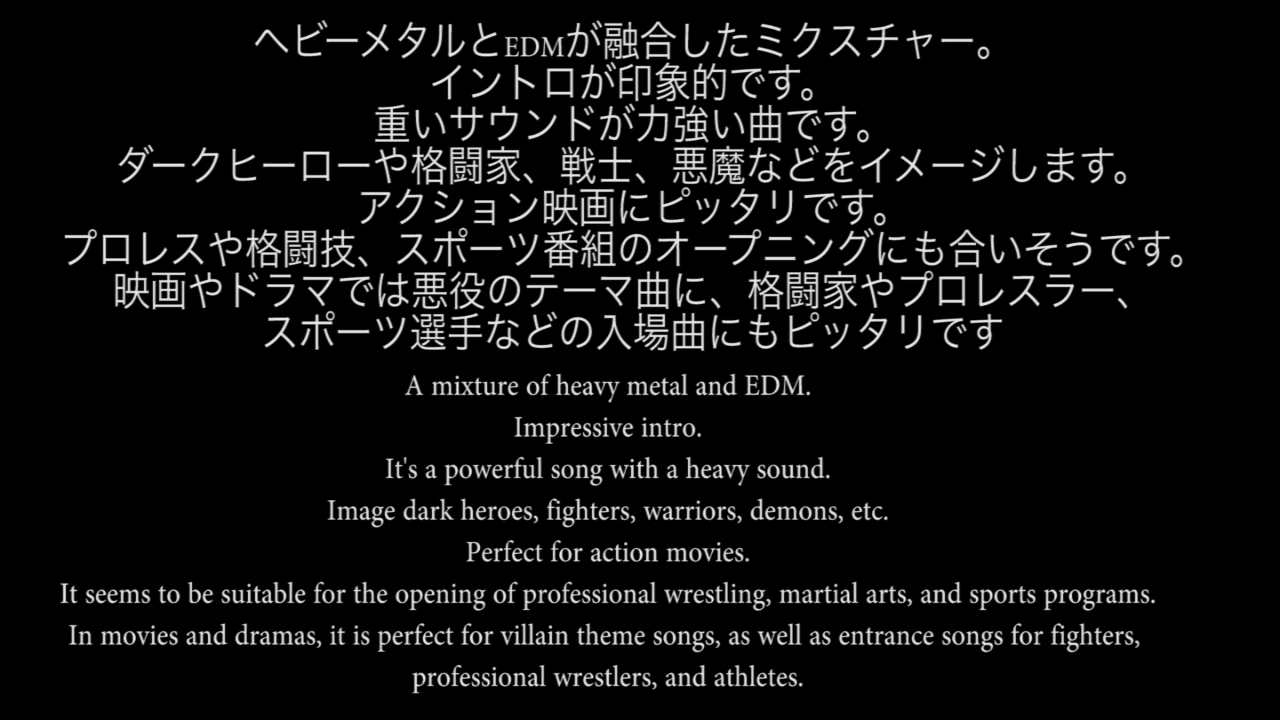 ヘビーメタルとEDMが融合したミクスチャー。
イントロが印象的です。
重いサウンドが力強い曲です。
ダークヒーローや格闘家、戦士、悪魔などをイメージします。
アクション映画にピッタリです。
プロレスや格闘技、スポーツ番組のオープニングにも合いそうです。
映画やドラマでは悪役のテーマ曲に、格闘家やプロレスラー、
スポーツ選手などの入場曲にもピッタリです
A mixture of heavy metal and EDM.
Impressive intro.
It's a powerful song with a heavy sound.
Image dark heroes, fighters, warriors, demons, etc.
Perfect for action movies.
It seems to be suitable for the opening of professional wrestling, martial arts, and sports programs.
In movies and dramas, it is perfect for villain theme songs, as well as entrance songs for fighters,
professional wrestlers, and athletes.